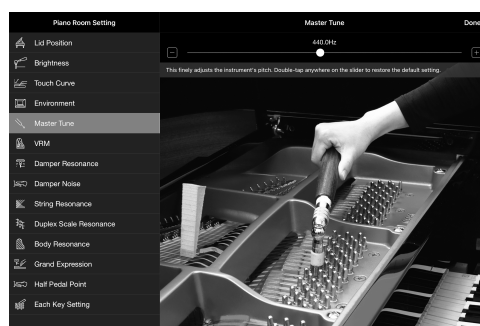 Piano Room Setting
Master Tune
Done
Lid Position
Brightness
Touch Curve
Environment
Master Tune
VRM
Damper Resonance
Damper Noise
String Resonance
Duplex Scale Resonance
Body Resonance
Grand Expression
Half Pedal Point
Each Key Setting
440.0Hz
This finely adjusts the instrument's pitch. Double-tap anywhere on the slider to restore the default setting.